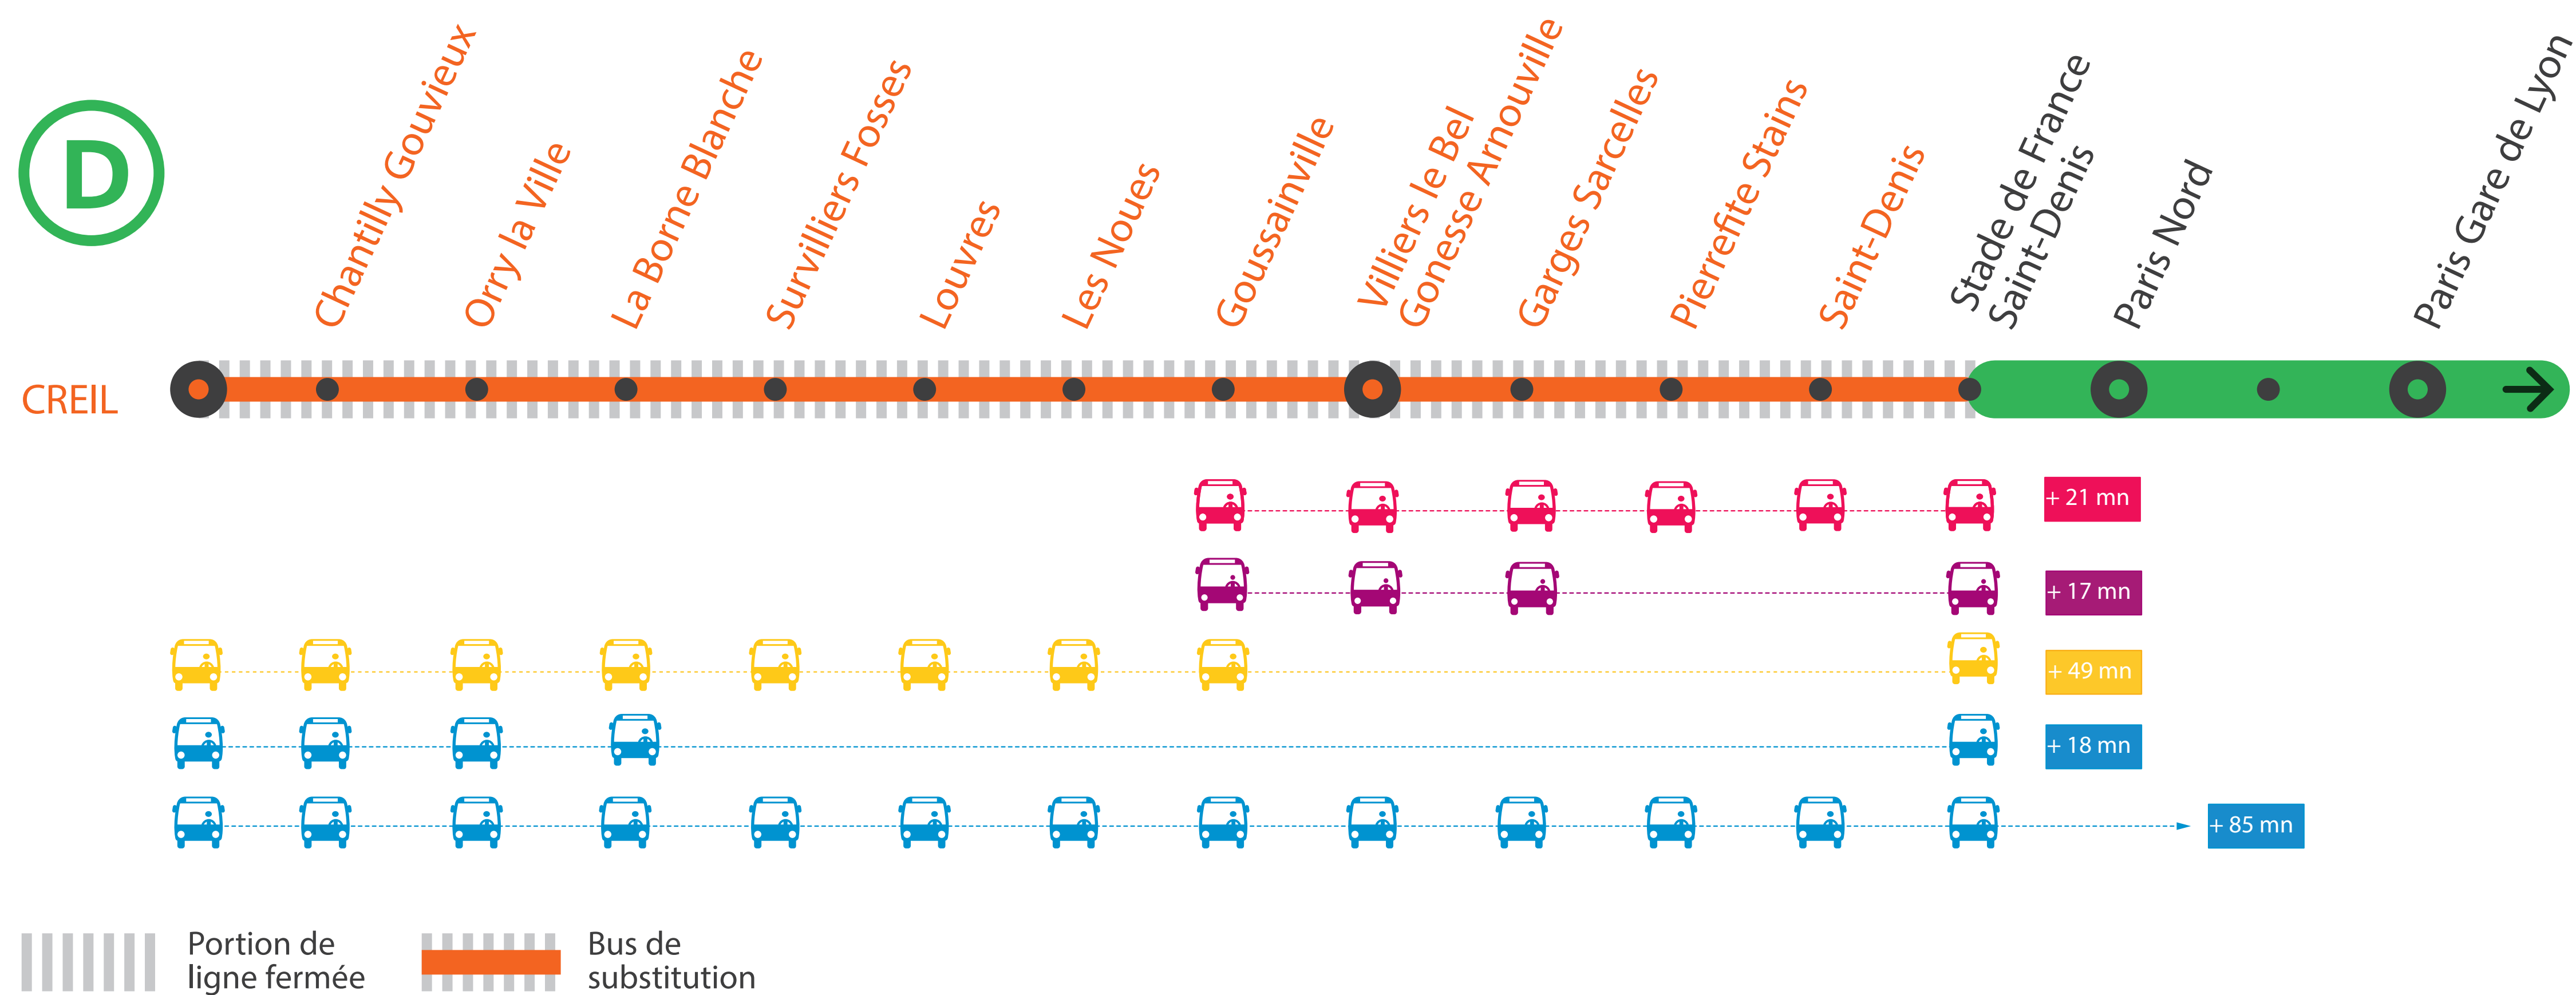 D
Chantilly Gouvieux
Orry la Ville
La Borne Blanche
Survilliers Fosses
Louvres
Les Noues
Goussainville
Villiers le Bel
Gonesse Arnouville
Garges Sarcelles
Pierrefite Stains
Saint-Denis
Stade de France
Saint-Denis
Paris Nord
Paris Gare de Lyon
CREIL
+ 21 mn
+ 17 mn
+ 49 mn
+ 18 mn
+ 85 mn
Portion de
ligne fermée
Bus de
substitution